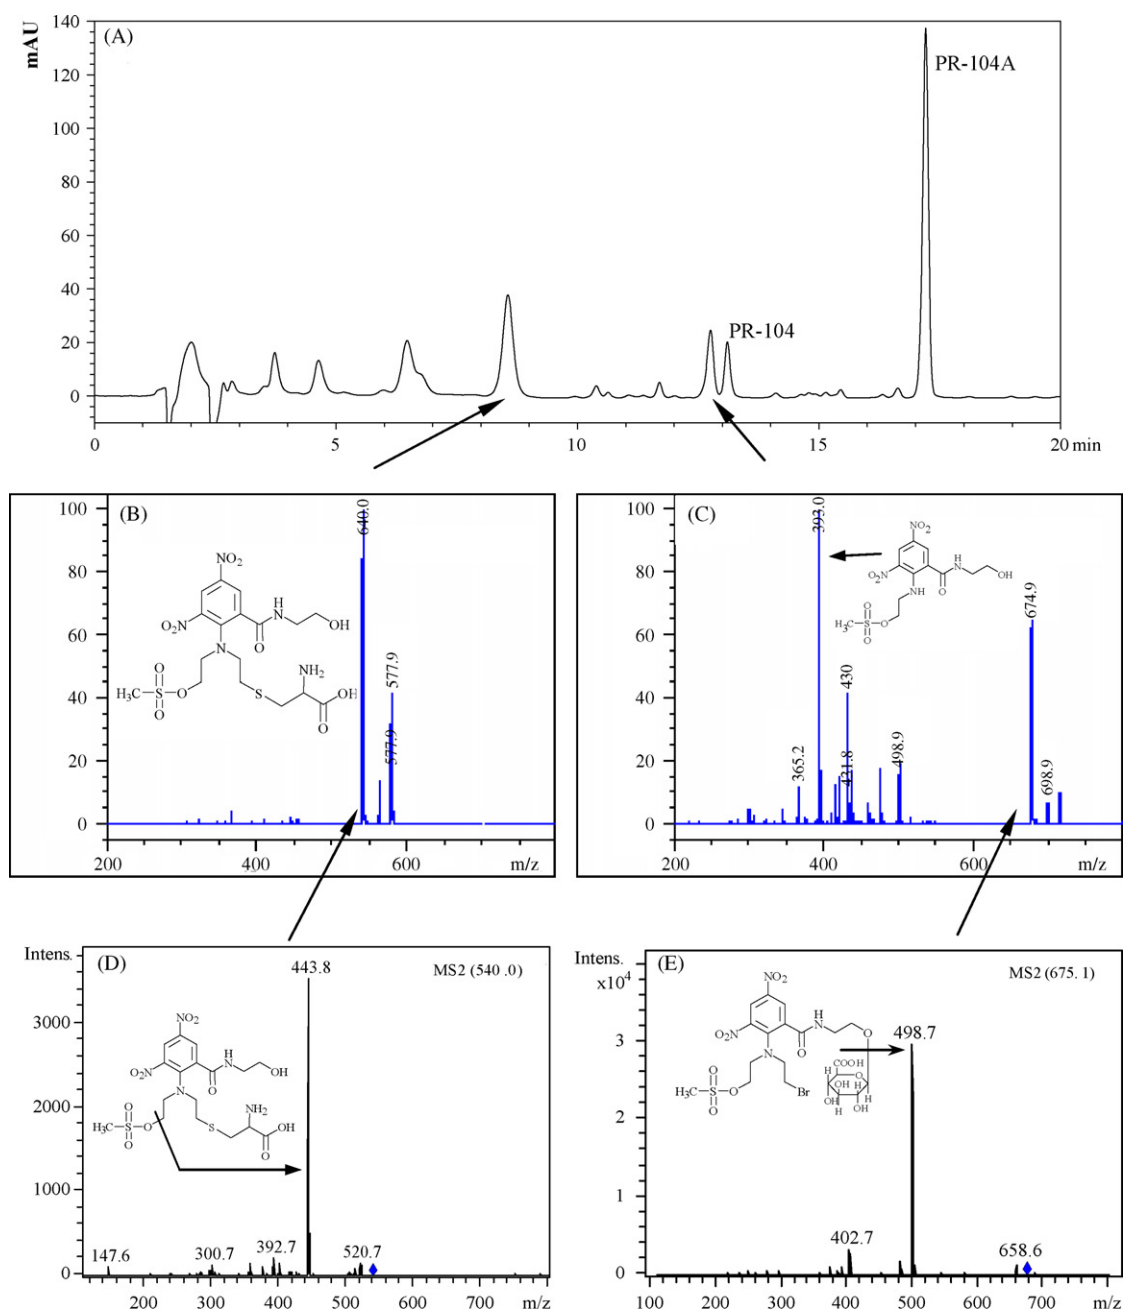 (A)
mAU
140
120
100
80
60
40
20
0
PR-104A
PR-104
0 5 10 15 20 min
(B)
100
80
60
40
20
0
640.0
577.9
577.9
NO2
O2N
H
N
OH
O
N
O
H3C-S-O
O
S
NH2
OH
O
200 400 600 m/z
(C)
100
80
60
40
20
0
393.0
674.9
430
431.8
365.2
498.9
698.9
NO2
O2N
H
N
OH
O
NH
O
H3C-S
O
O
200 400 600 m/z
(D)
Intens.
MS2 (540 .0)
443.8
3000
2000
1000
0
NO2
O2N
H
N
OH
O
N
O
H3C-S-O
O
S
NH2
OH
O
147.6 300.7 392.7 520.7
200 300 400 500 600 700 m/z
(E)
Intens.
x10^4
MS2 (675. 1)
498.7
3
2
1
0
NO2
O2N
H
N
O
O
N
O
O
H3C-S
O
Br
COOH
H
O
H
OH
H
H
OH
H
OH
H
402.7 658.6
100 200 300 400 500 600 700 m/z